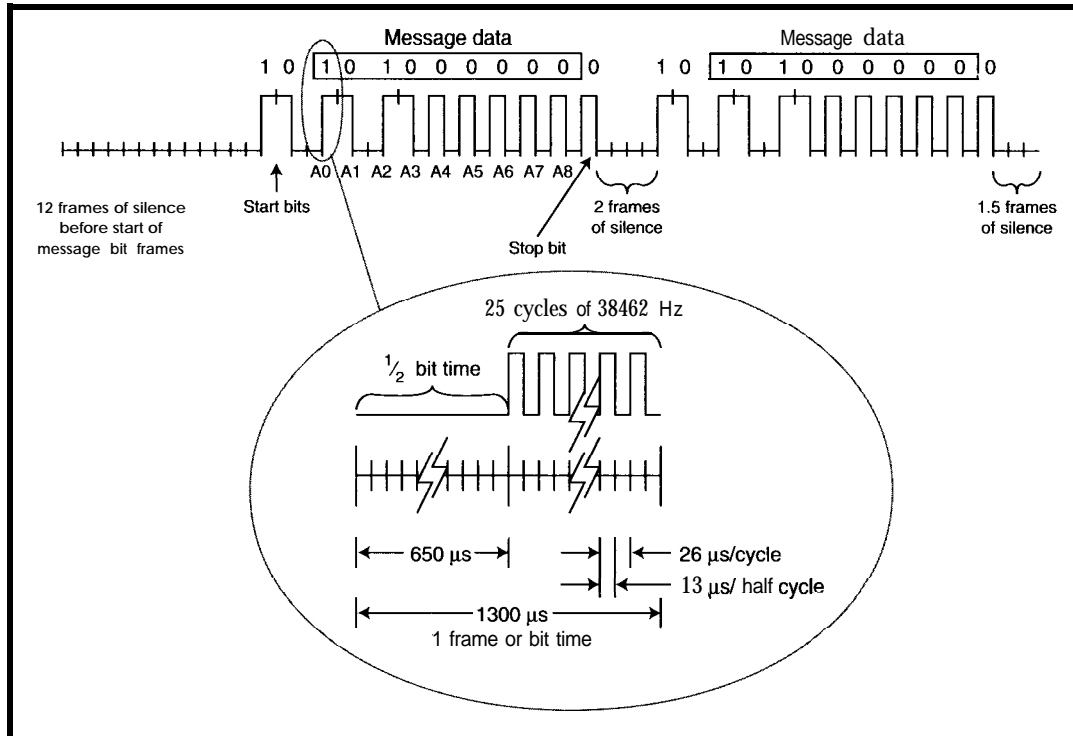 Message data
Message data
1 0 1 0 1 0 0 0 0 0 0 0
1 0 1 0 1 0 0 0 0 0 0 0
A0 A1 A2 A3 A4 A5 A6 A7 A8
12 frames of silence
before start of
message bit frames
Start bits
Stop bit
2 frames
of silence
1.5 frames
of silence
25 cycles of 38462 Hz
1/2 bit time
650 µs
26 µs/cycle
13 µs/ half cycle
1300 µs
1 frame or bit time